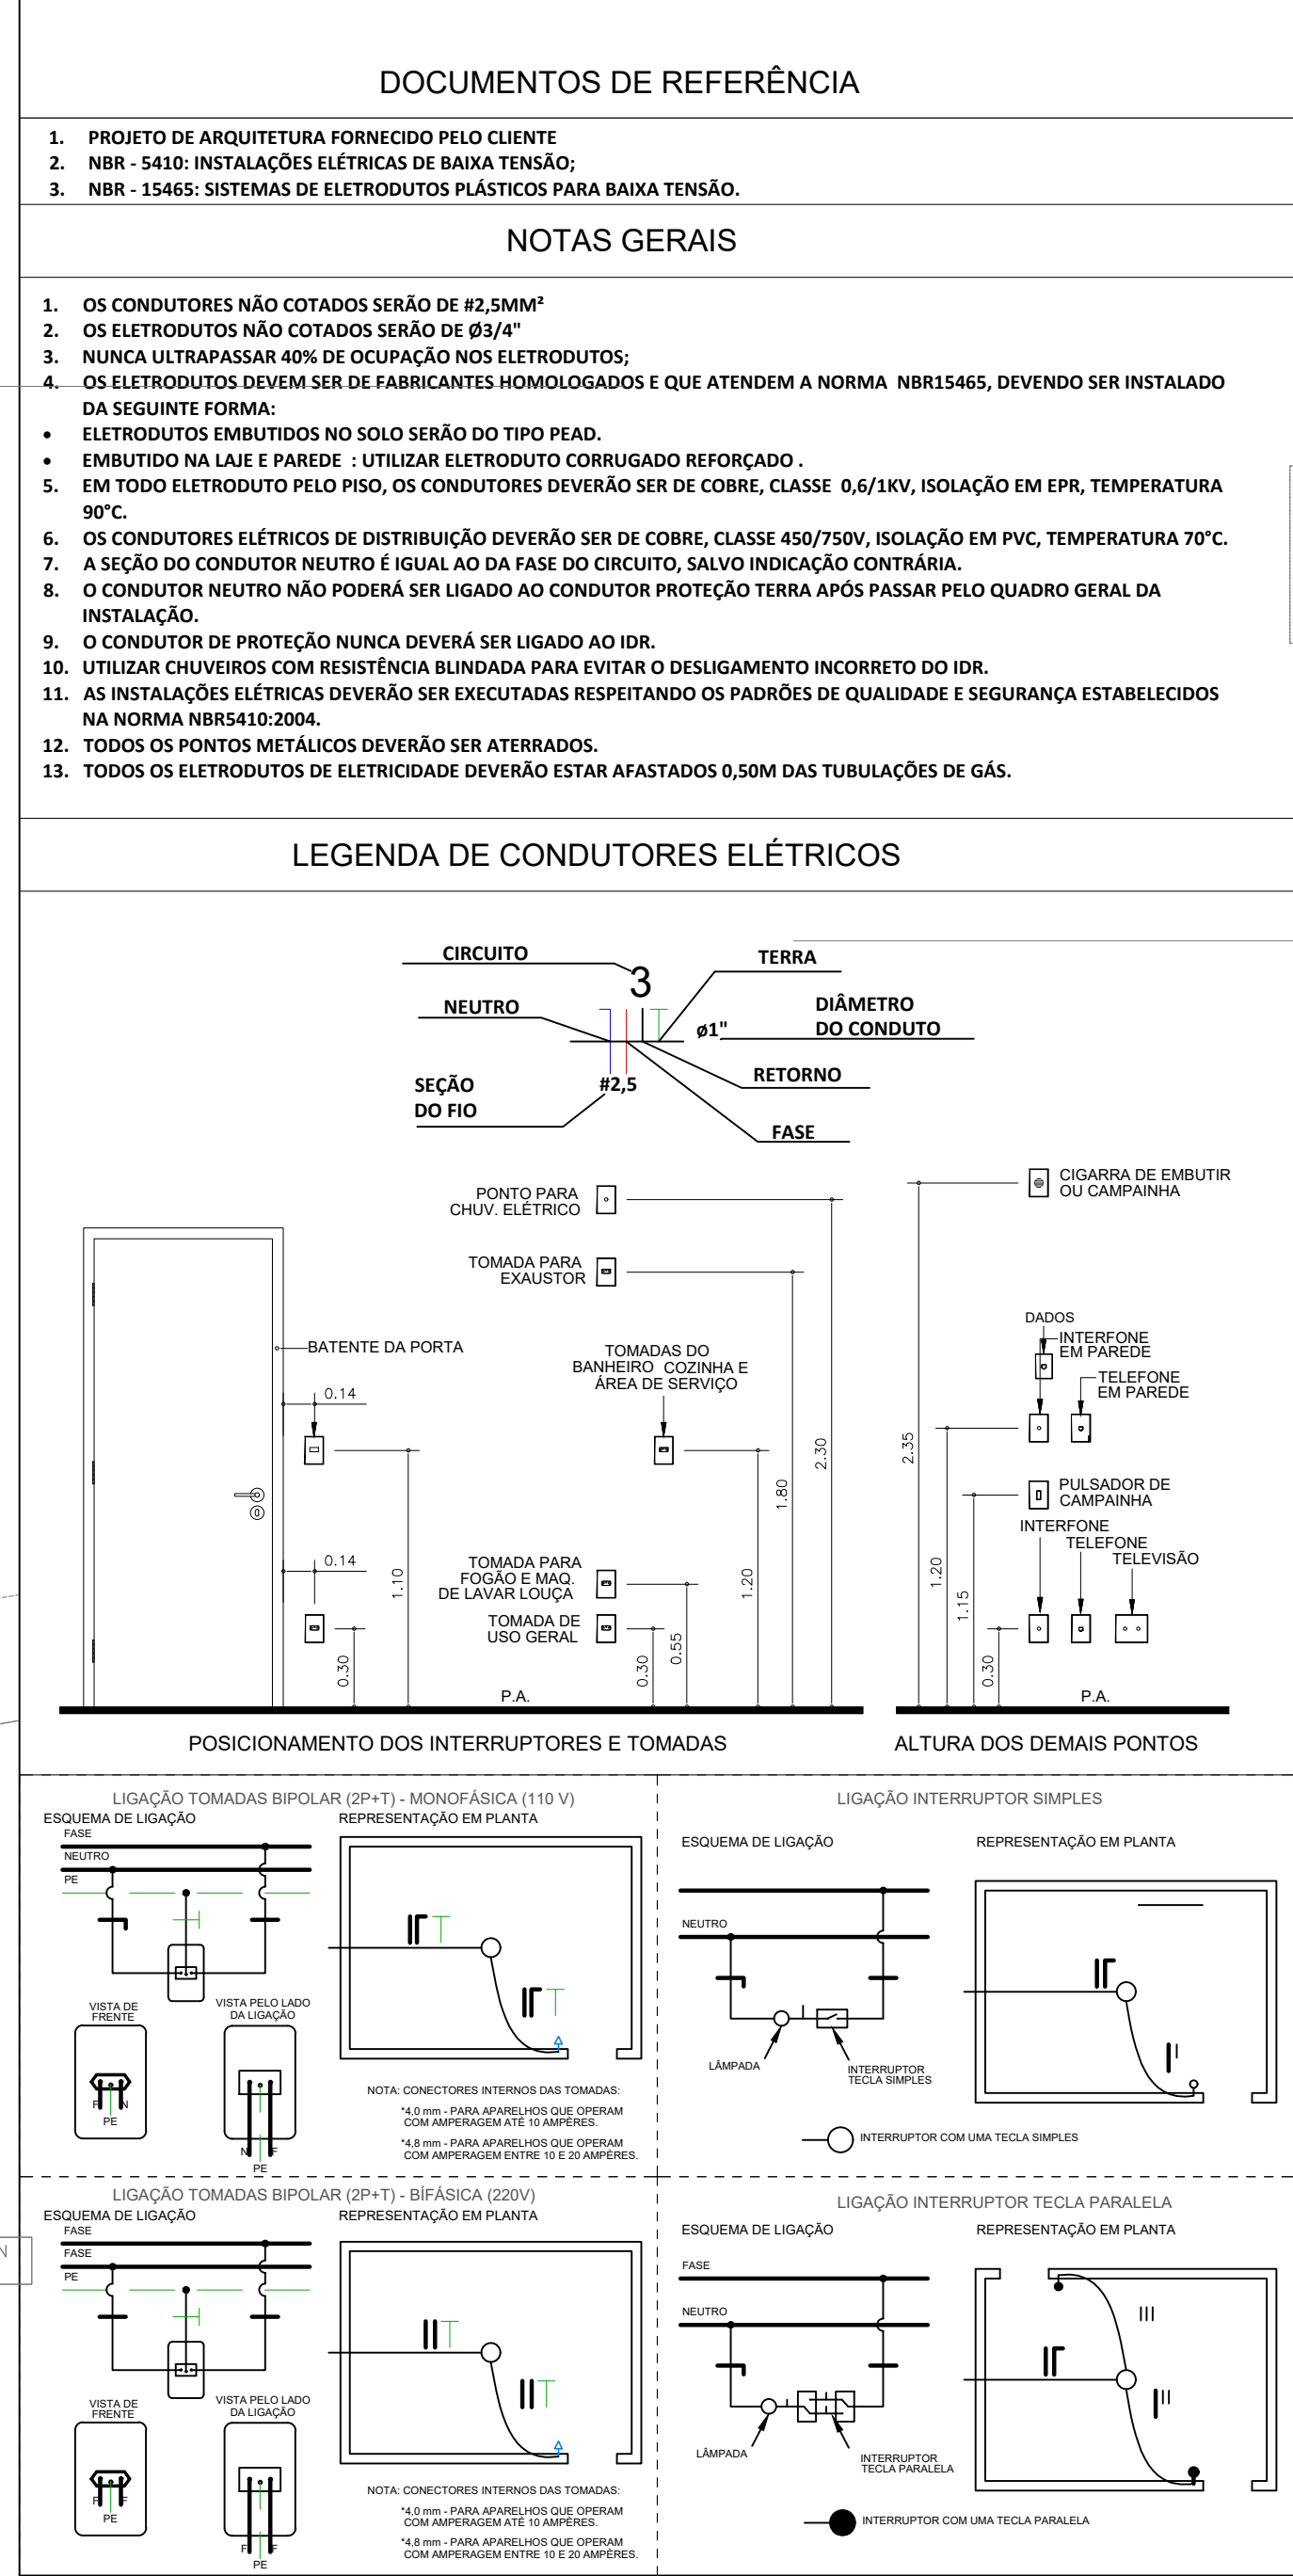 DOCUMENTOS DE REFERÊNCIA
1. PROJETO DE ARQUITETURA FORNECIDO PELO CLIENTE
2. NBR - 5410: INSTALAÇÕES ELÉTRICAS DE BAIXA TENSÃO;
3. NBR - 15465: SISTEMAS DE ELETRODUTOS PLÁSTICOS PARA BAIXA TENSÃO.
NOTAS GERAIS
1. OS CONDUTORES NÃO COTADOS SERÃO DE #2,5MM²
2. OS ELETRODUTOS NÃO COTADOS SERÃO DE Ø3/4"
3. NUNCA ULTRAPASSAR 40% DE OCUPAÇÃO NOS ELETRODUTOS;
4. OS ELETRODUTOS DEVEM SER DE FABRICANTES HOMOLOGADOS E QUE ATENDEM A NORMA NBR15465, DEVENDO SER INSTALADO
DA SEGUINTE FORMA:
• ELETRODUTOS EMBUTIDOS NO SOLO SERÃO DO TIPO PEAD.
• EMBUTIDO NA LAJE E PAREDE : UTILIZAR ELETRODUTO CORRUGADO REFORÇADO .
5. EM TODO ELETRODUTO PELO PISO, OS CONDUTORES DEVERÃO SER DE COBRE, CLASSE 0,6/1KV, ISOLAÇÃO EM EPR, TEMPERATURA
90°C.
6. OS CONDUTORES ELÉTRICOS DE DISTRIBUIÇÃO DEVERÃO SER DE COBRE, CLASSE 450/750V, ISOLAÇÃO EM PVC, TEMPERATURA 70°C.
7. A SEÇÃO DO CONDUTOR NEUTRO É IGUAL AO DA FASE DO CIRCUITO, SALVO INDICAÇÃO CONTRÁRIA.
8. O CONDUTOR NEUTRO NÃO PODERÁ SER LIGADO AO CONDUTOR PROTEÇÃO TERRA APÓS PASSAR PELO QUADRO GERAL DA
INSTALAÇÃO.
9. O CONDUTOR DE PROTEÇÃO NUNCA DEVERÁ SER LIGADO AO IDR.
10. UTILIZAR CHUVEIROS COM RESISTÊNCIA BLINDADA PARA EVITAR O DESLIGAMENTO INCORRETO DO IDR.
11. AS INSTALAÇÕES ELÉTRICAS DEVERÃO SER EXECUTADAS RESPEITANDO OS PADRÕES DE QUALIDADE E SEGURANÇA ESTABELECIDOS
NA NORMA NBR5410:2004.
12. TODOS OS PONTOS METÁLICOS DEVERÃO SER ATERRADOS.
13. TODOS OS ELETRODUTOS DE ELETRICIDADE DEVERÃO ESTAR AFASTADOS 0,50M DAS TUBULAÇÕES DE GÁS.
LEGENDA DE CONDUTORES ELÉTRICOS
CIRCUITO
3
TERRA
NEUTRO
DIÂMETRO
DO CONDUTO
ø1"
SEÇÃO
DO FIO
#2,5
RETORNO
FASE
PONTO PARA
CHUV. ELÉTRICO
TOMADA PARA
EXAUSTOR
BATENTE DA PORTA
TOMADAS DO
BANHEIRO COZINHA E
ÁREA DE SERVIÇO
0.14
0.14
TOMADA PARA
FOGÃO E MAQ.
DE LAVAR LOUÇA
TOMADA DE
USO GERAL
0.30
1.10
0.30
0.55
1.20
1.80
2.30
P.A.
POSICIONAMENTO DOS INTERRUPTORES E TOMADAS
CIGARRA DE EMBUTIR
OU CAMPAINHA
DADOS
INTERFONE
EM PAREDE
TELEFONE
EM PAREDE
PULSADOR DE
CAMPAINHA
INTERFONE
TELEFONE
TELEVISÃO
2.35
1.20
1.15
0.30
P.A.
ALTURA DOS DEMAIS PONTOS
LIGAÇÃO TOMADAS BIPOLAR (2P+T) - MONOFÁSICA (110 V)
ESQUEMA DE LIGAÇÃO
REPRESENTAÇÃO EM PLANTA
FASE
NEUTRO
PE
VISTA DE
FRENTE
VISTA PELO LADO
DA LIGAÇÃO
F N
PE
N F
PE
NOTA: CONECTORES INTERNOS DAS TOMADAS:
*4,0 mm - PARA APARELHOS QUE OPERAM
COM AMPERAGEM ATÉ 10 AMPÈRES.
*4,8 mm - PARA APARELHOS QUE OPERAM
COM AMPERAGEM ENTRE 10 E 20 AMPÈRES.
LIGAÇÃO INTERRUPTOR SIMPLES
ESQUEMA DE LIGAÇÃO
REPRESENTAÇÃO EM PLANTA
NEUTRO
LÂMPADA
INTERRUPTOR
TECLA SIMPLES
INTERRUPTOR COM UMA TECLA SIMPLES
LIGAÇÃO TOMADAS BIPOLAR (2P+T) - BÍFÁSICA (220V)
ESQUEMA DE LIGAÇÃO
REPRESENTAÇÃO EM PLANTA
FASE
FASE
PE
N
VISTA DE
FRENTE
VISTA PELO LADO
DA LIGAÇÃO
F F
PE
F F
PE
NOTA: CONECTORES INTERNOS DAS TOMADAS:
*4,0 mm - PARA APARELHOS QUE OPERAM
COM AMPERAGEM ATÉ 10 AMPÈRES.
*4,8 mm - PARA APARELHOS QUE OPERAM
COM AMPERAGEM ENTRE 10 E 20 AMPÈRES.
LIGAÇÃO INTERRUPTOR TECLA PARALELA
ESQUEMA DE LIGAÇÃO
REPRESENTAÇÃO EM PLANTA
FASE
NEUTRO
LÂMPADA
INTERRUPTOR
TECLA PARALELA
INTERRUPTOR COM UMA TECLA PARALELA